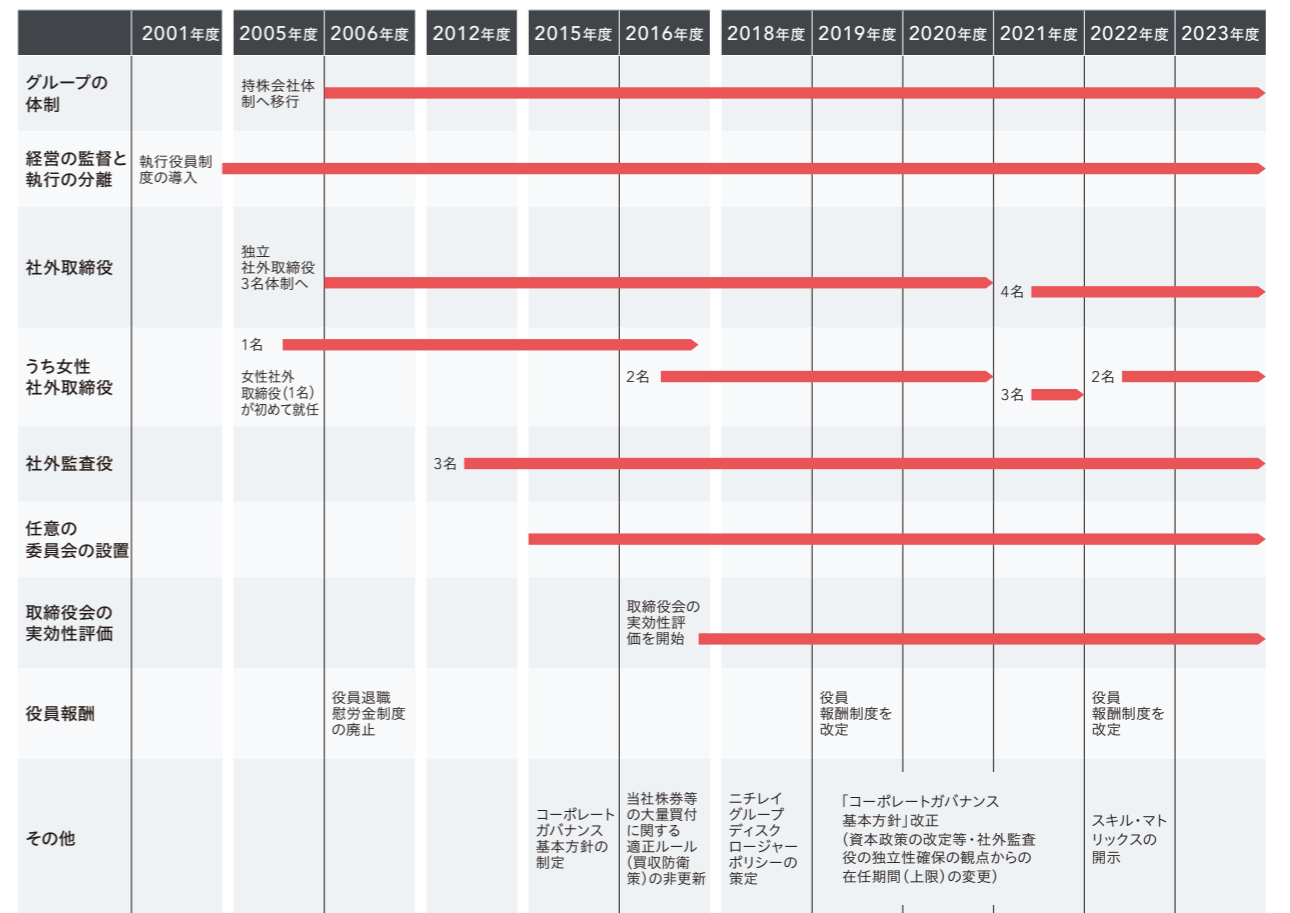 2001年度 2005年度 2006年度 2012年度 2015年度 2016年度 2018年度 2019年度 2020年度 2021年度 2022年度 2023年度
グループの
体制
持株会社体
制へ移行
経営の監督と
執行の分離
執行役員制
度の導入
社外取締役
独立
社外取締役
3名体制へ
4名
うち女性
社外取締役
1名
女性社外
取締役(1名)
が初めて就任
2名
3名
2名
社外監査役
3名
任意の
委員会の設置
取締役会の
実効性評価
取締役会の
実効性評
価を開始
役員報酬
役員退職
慰労金制度
の廃止
役員
報酬制度を
改定
役員
報酬制度を
改定
その他
コーポレート
ガバナンス
基本方針の
制定
当社株券等
の大量買付
に関する
適正ルール
(買収防衛
策)の非更新
ニチレイ
グループ
ディスク
ロージャー
ポリシーの
策定
「コーポレートガバナンス
基本方針」改正
(資本政策の改定等・社外監査
役の独立性確保の観点からの
在任期間(上限)の変更)
スキル・マト
リックスの
開示